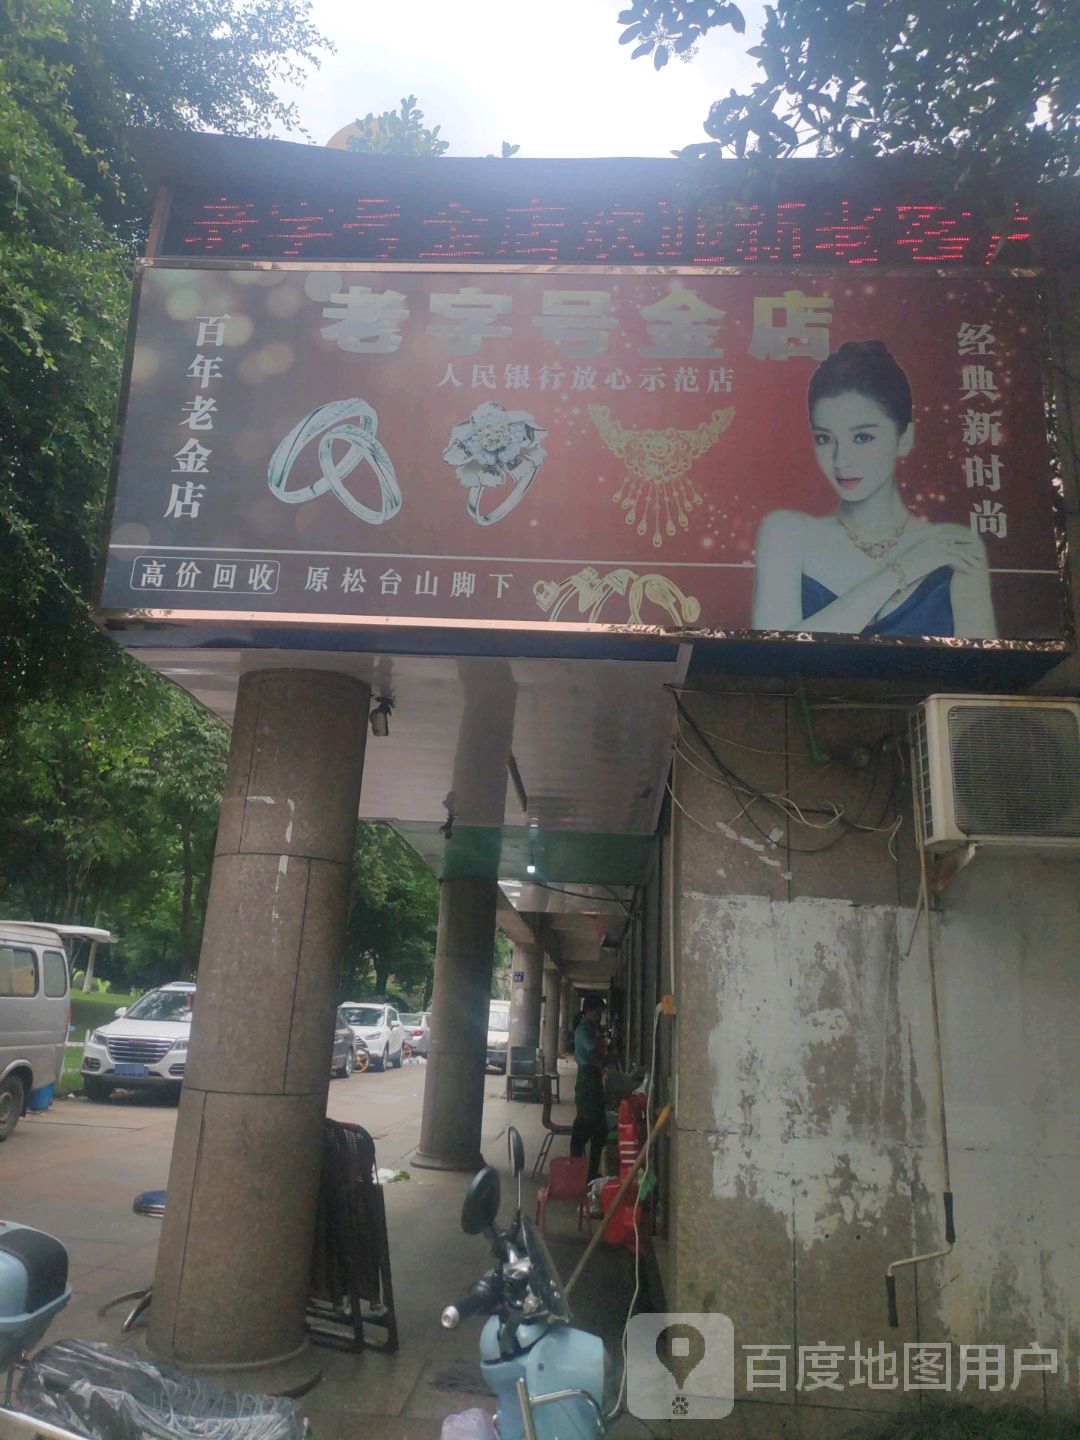 老字号金店欢迎新老客户
老字号金店
人民银行放心示范店
百年老金店
经典新时尚
高价回收 原松台山脚下
百度地图用户